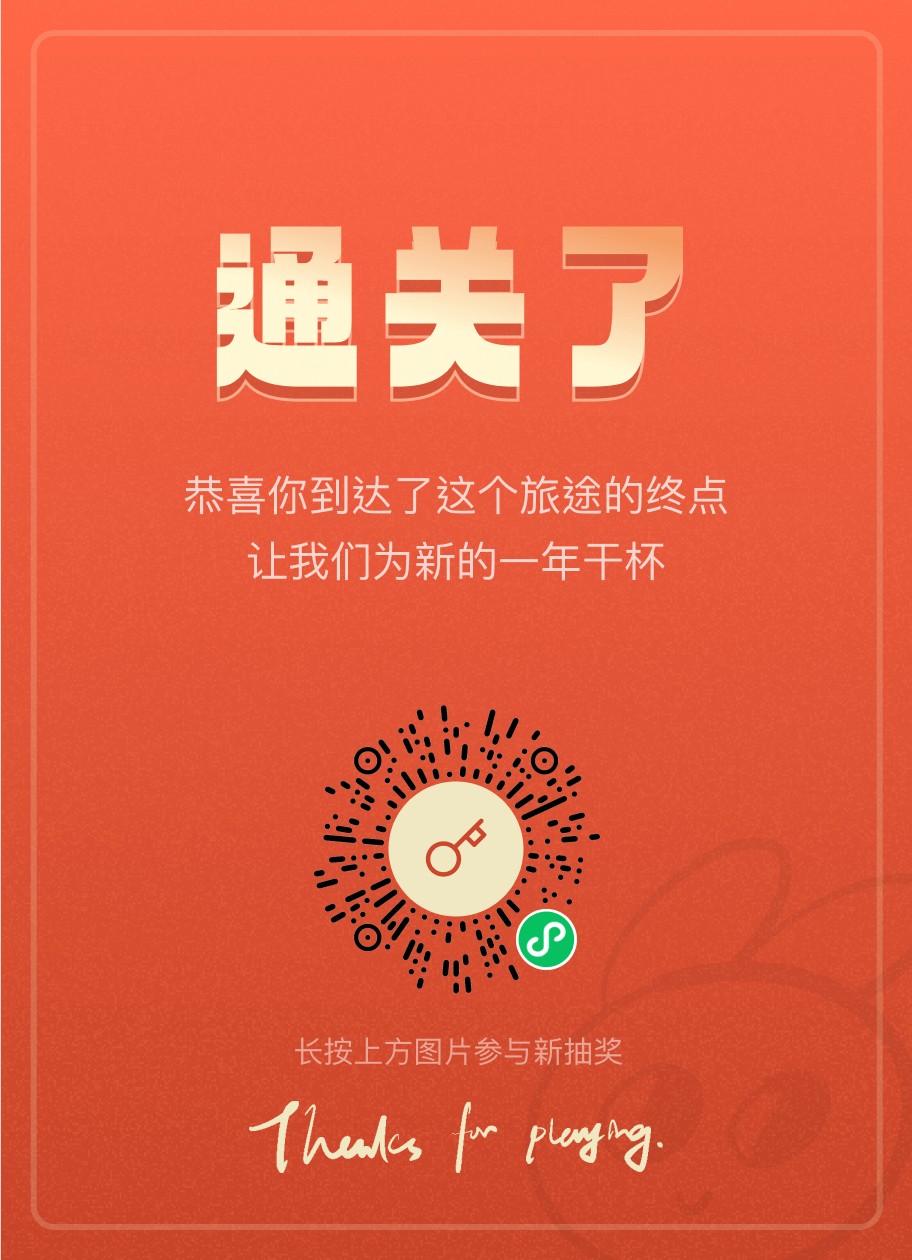 通关了
恭喜你到达了这个旅途的终点
让我们为新的一年干杯
长按上方图片参与新抽奖
Thanks for playing.